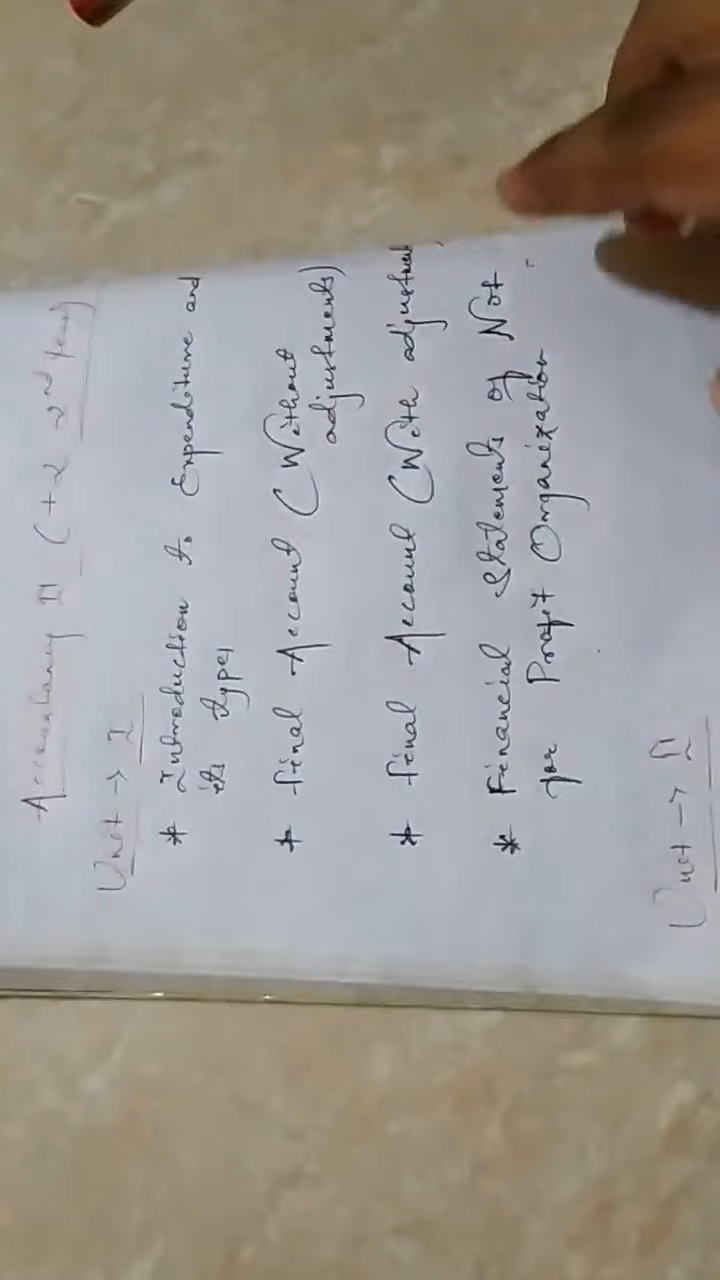 Accountancy II (+2 2nd year)
Unit → I
* Introduction to Expenditure and
its types
* Final Account (Without
adjustments)
* Final Account (With adjustment
* Financial Statements of Not
for Profit Organization
Unit → II